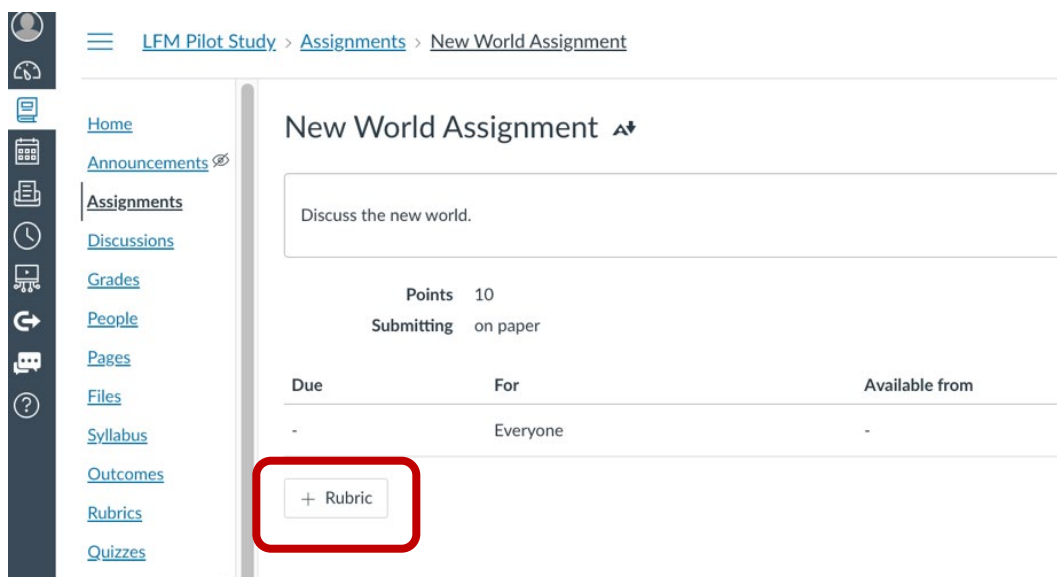 LFM Pilot Study > Assignments > New World Assignment
Home
Announcements
Assignments
Discussions
Grades
People
Pages
Files
Syllabus
Outcomes
Rubrics
Quizzes
New World Assignment
Discuss the new world.
Points 10
Submitting on paper
Due For Available from
- Everyone -
+ Rubric